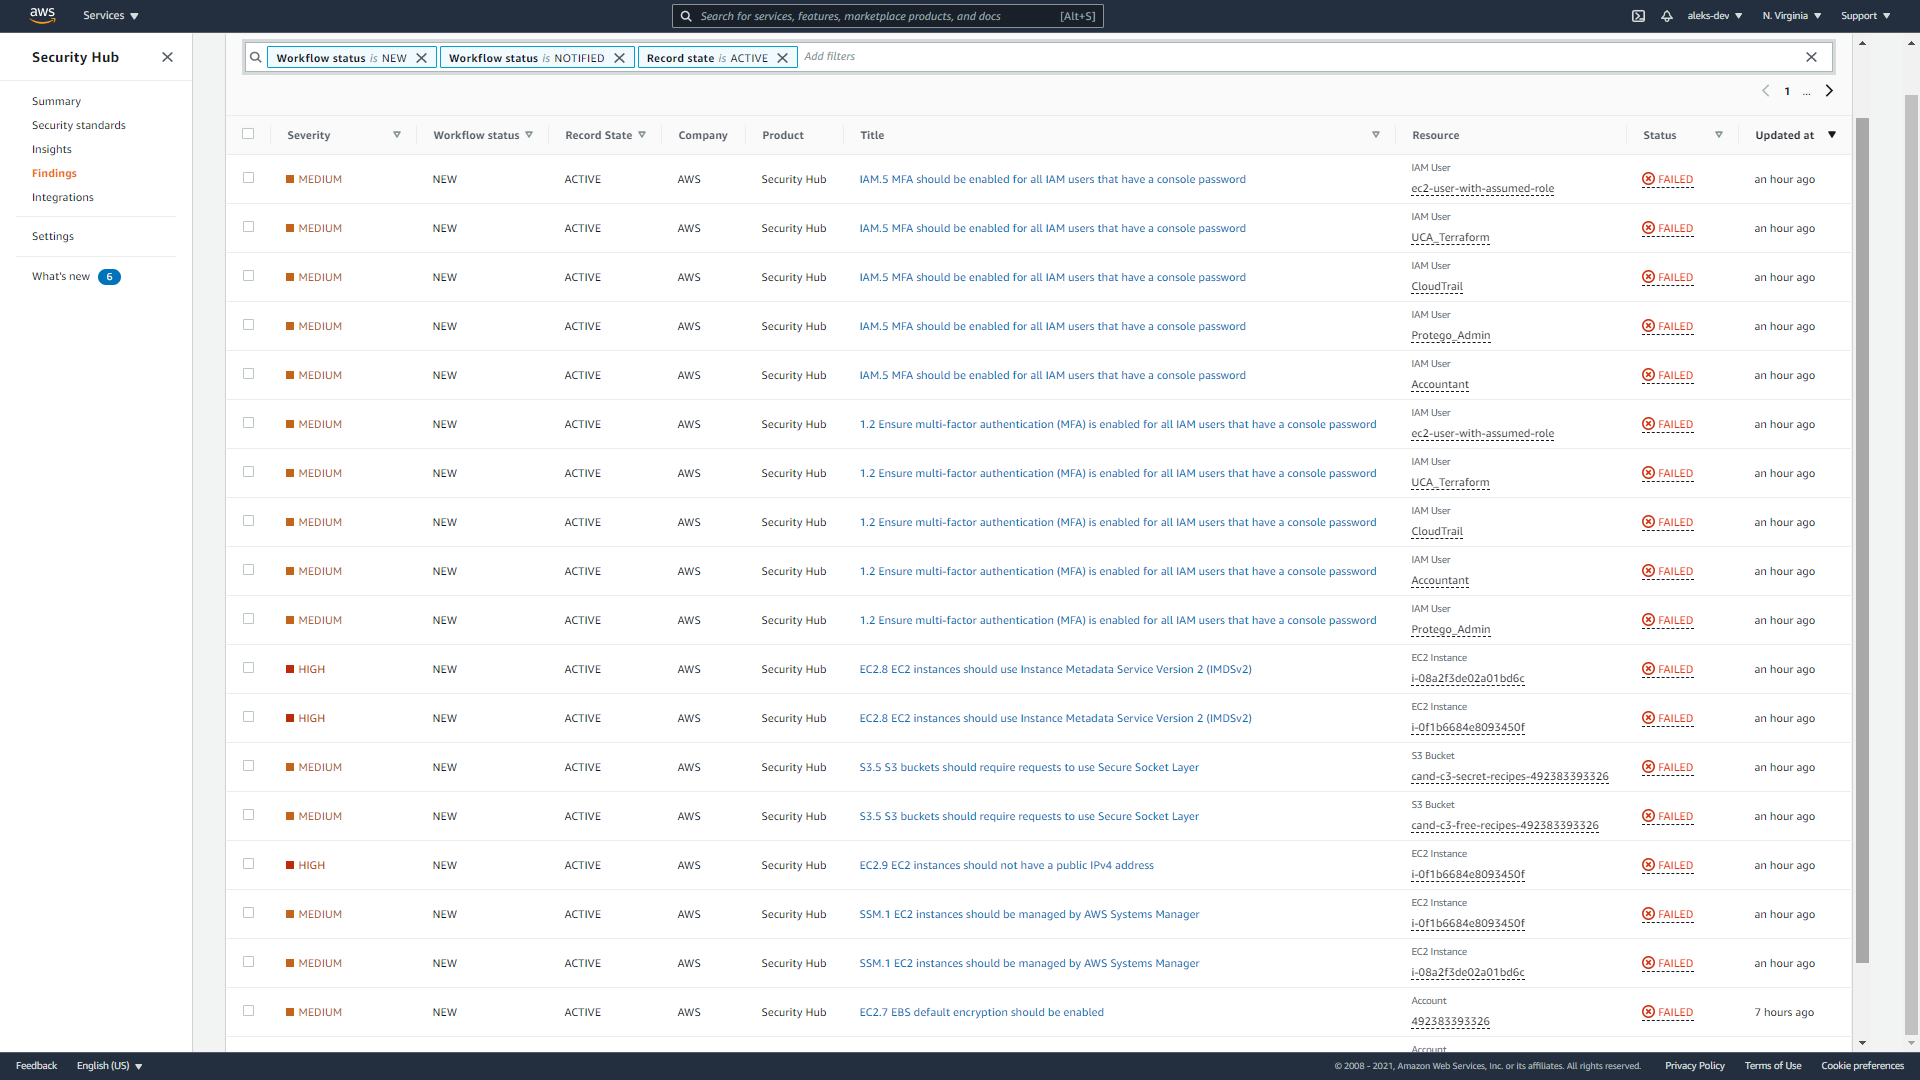 aws Services Search for services, features, marketplace products, and docs [Alt+S] aleks-dev N. Virginia Support
Security Hub
Summary
Security standards
Insights
Findings
Integrations
Settings
What's new 6
Workflow status is NEW Workflow status is NOTIFIED Record state is ACTIVE Add filters
1 ...
Severity Workflow status Record State Company Product Title Resource Status Updated at
IAM User
MEDIUM NEW ACTIVE AWS Security Hub IAM.5 MFA should be enabled for all IAM users that have a console password FAILED an hour ago
ec2-user-with-assumed-role
IAM User
MEDIUM NEW ACTIVE AWS Security Hub IAM.5 MFA should be enabled for all IAM users that have a console password FAILED an hour ago
UCA_Terraform
IAM User
MEDIUM NEW ACTIVE AWS Security Hub IAM.5 MFA should be enabled for all IAM users that have a console password FAILED an hour ago
CloudTrail
IAM User
MEDIUM NEW ACTIVE AWS Security Hub IAM.5 MFA should be enabled for all IAM users that have a console password FAILED an hour ago
Protego_Admin
IAM User
MEDIUM NEW ACTIVE AWS Security Hub IAM.5 MFA should be enabled for all IAM users that have a console password FAILED an hour ago
Accountant
IAM User
MEDIUM NEW ACTIVE AWS Security Hub 1.2 Ensure multi-factor authentication (MFA) is enabled for all IAM users that have a console password FAILED an hour ago
ec2-user-with-assumed-role
IAM User
MEDIUM NEW ACTIVE AWS Security Hub 1.2 Ensure multi-factor authentication (MFA) is enabled for all IAM users that have a console password FAILED an hour ago
UCA_Terraform
IAM User
MEDIUM NEW ACTIVE AWS Security Hub 1.2 Ensure multi-factor authentication (MFA) is enabled for all IAM users that have a console password FAILED an hour ago
CloudTrail
IAM User
MEDIUM NEW ACTIVE AWS Security Hub 1.2 Ensure multi-factor authentication (MFA) is enabled for all IAM users that have a console password FAILED an hour ago
Accountant
IAM User
MEDIUM NEW ACTIVE AWS Security Hub 1.2 Ensure multi-factor authentication (MFA) is enabled for all IAM users that have a console password FAILED an hour ago
Protego_Admin
EC2 Instance
HIGH NEW ACTIVE AWS Security Hub EC2.8 EC2 instances should use Instance Metadata Service Version 2 (IMDSv2) FAILED an hour ago
i-08a2f3de02a01bd6c
EC2 Instance
HIGH NEW ACTIVE AWS Security Hub EC2.8 EC2 instances should use Instance Metadata Service Version 2 (IMDSv2) FAILED an hour ago
i-0f1b6684e8093450f
S3 Bucket
MEDIUM NEW ACTIVE AWS Security Hub S3.5 S3 buckets should require requests to use Secure Socket Layer FAILED an hour ago
cand-c3-secret-recipes-492383393326
S3 Bucket
MEDIUM NEW ACTIVE AWS Security Hub S3.5 S3 buckets should require requests to use Secure Socket Layer FAILED an hour ago
cand-c3-free-recipes-492383393326
EC2 Instance
HIGH NEW ACTIVE AWS Security Hub EC2.9 EC2 instances should not have a public IPv4 address FAILED an hour ago
i-0f1b6684e8093450f
EC2 Instance
MEDIUM NEW ACTIVE AWS Security Hub SSM.1 EC2 instances should be managed by AWS Systems Manager FAILED an hour ago
i-0f1b6684e8093450f
EC2 Instance
MEDIUM NEW ACTIVE AWS Security Hub SSM.1 EC2 instances should be managed by AWS Systems Manager FAILED an hour ago
i-08a2f3de02a01bd6c
Account
MEDIUM NEW ACTIVE AWS Security Hub EC2.7 EBS default encryption should be enabled FAILED 7 hours ago
492383393326
Account
Feedback English (US) © 2008 - 2021, Amazon Web Services, Inc. or its affiliates. All rights reserved. Privacy Policy Terms of Use Cookie preferences